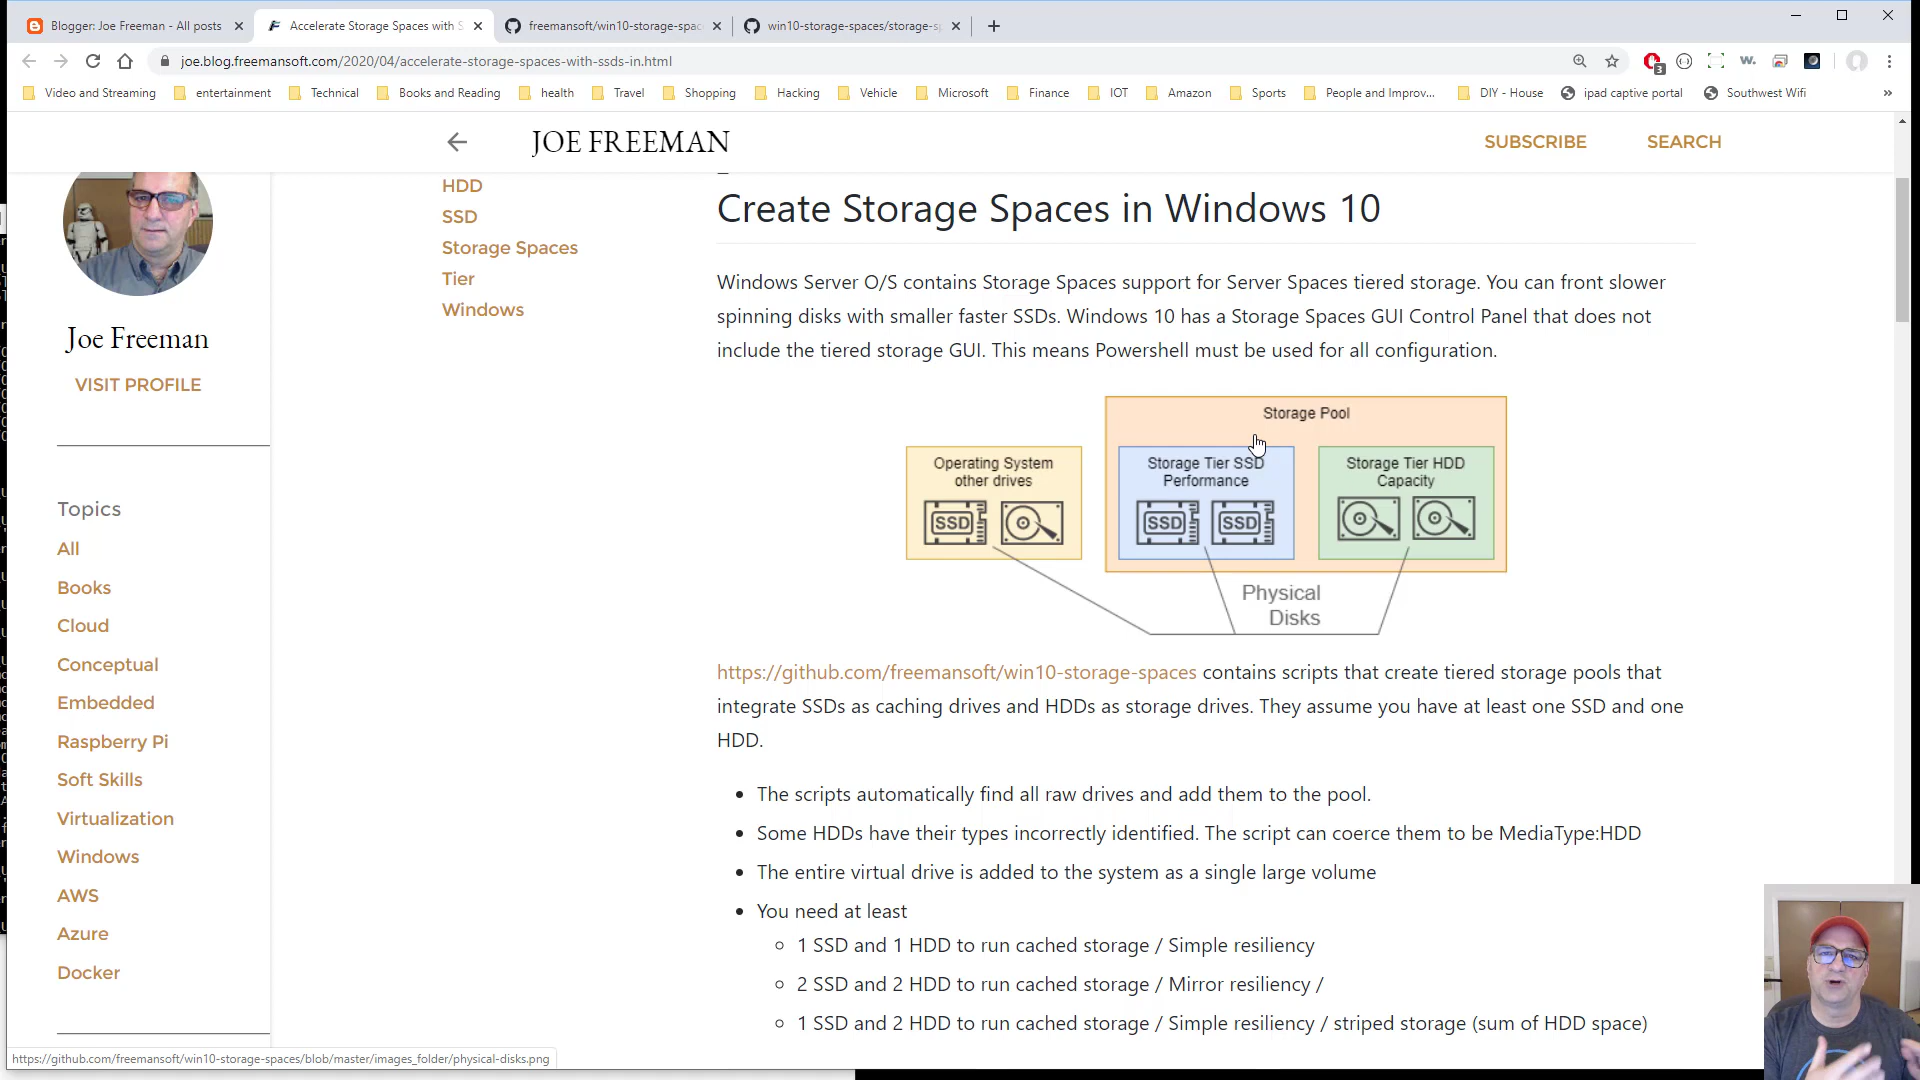 Blogger: Joe Freeman - All posts
Accelerate Storage Spaces with S
freemansoft/win10-storage-spac
win10-storage-spaces/storage-s
joe.blog.freemansoft.com/2020/04/accelerate-storage-spaces-with-ssds-in.html
3
W.
Video and Streaming
entertainment
Technical
Books and Reading
health
Travel
Shopping
Hacking
Vehicle
Microsoft
Finance
IOT
Amazon
Sports
People and Improv...
DIY - House
ipad captive portal
Southwest Wifi
»
JOE FREEMAN
SUBSCRIBE
SEARCH
Joe Freeman
VISIT PROFILE
Topics
All
Books
Cloud
Conceptual
Embedded
Raspberry Pi
Soft Skills
Virtualization
Windows
AWS
Azure
Docker
HDD
SSD
Storage Spaces
Tier
Windows
Create Storage Spaces in Windows 10
Windows Server O/S contains Storage Spaces support for Server Spaces tiered storage. You can front slower
spinning disks with smaller faster SSDs. Windows 10 has a Storage Spaces GUI Control Panel that does not
include the tiered storage GUI. This means Powershell must be used for all configuration.
Storage Pool
Operating System
other drives
SSD
Storage Tier SSD
Performance
SSD
SSD
Storage Tier HDD
Capacity
Physical
Disks
https://github.com/freemansoft/win10-storage-spaces contains scripts that create tiered storage pools that
integrate SSDs as caching drives and HDDs as storage drives. They assume you have at least one SSD and one
HDD.
The scripts automatically find all raw drives and add them to the pool.
Some HDDs have their types incorrectly identified. The script can coerce them to be MediaType:HDD
The entire virtual drive is added to the system as a single large volume
You need at least
1 SSD and 1 HDD to run cached storage / Simple resiliency
2 SSD and 2 HDD to run cached storage / Mirror resiliency /
1 SSD and 2 HDD to run cached storage / Simple resiliency / striped storage (sum of HDD space)
https://github.com/freemansoft/win10-storage-spaces/blob/master/images_folder/physical-disks.png